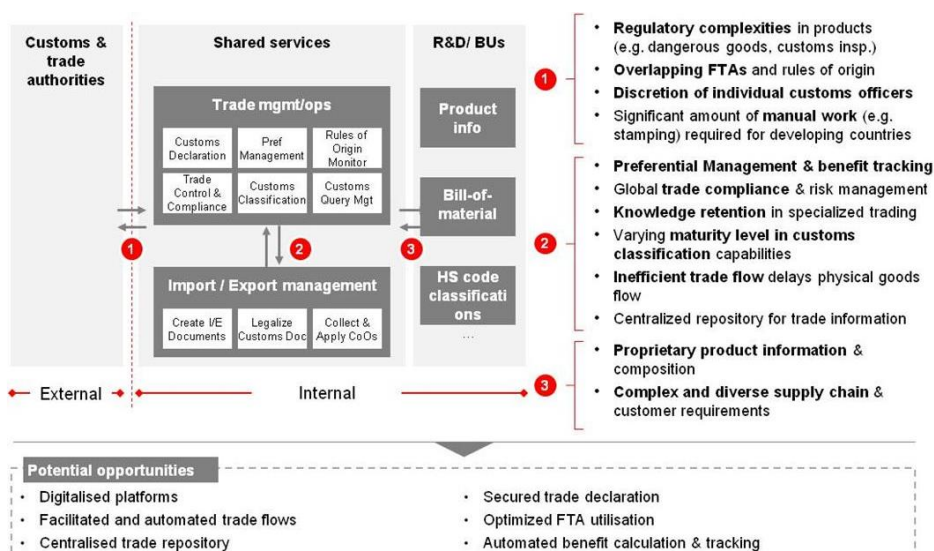 Customs &
trade
authorities
Shared services
R&D/ BUs
Trade mgmt/ops
Customs
Declaration
Pref
Management
Rules of
Origin
Monitor
Trade
Control &
Compliance
Customs
Classification
Customs
Query Mgt
1
2
3
Import / Export management
Create I/E
Documents
Legalize
Customs Doc
Collect &
Apply CoOs
Product
info
Bill-of-
material
HS code
classificati
ons
...
External
Internal
1
• Regulatory complexities in products
(e.g. dangerous goods, customs insp.)
• Overlapping FTAs and rules of origin
• Discretion of individual customs officers
• Significant amount of manual work (e.g.
stamping) required for developing countries
2
• Preferential Management & benefit tracking
• Global trade compliance & risk management
• Knowledge retention in specialized trading
• Varying maturity level in customs
classification capabilities
• Inefficient trade flow delays physical goods
flow
• Centralized repository for trade information
3
• Proprietary product information &
composition
• Complex and diverse supply chain &
customer requirements
Potential opportunities
• Digitalised platforms
• Facilitated and automated trade flows
• Centralised trade repository
• Secured trade declaration
• Optimized FTA utilisation
• Automated benefit calculation & tracking